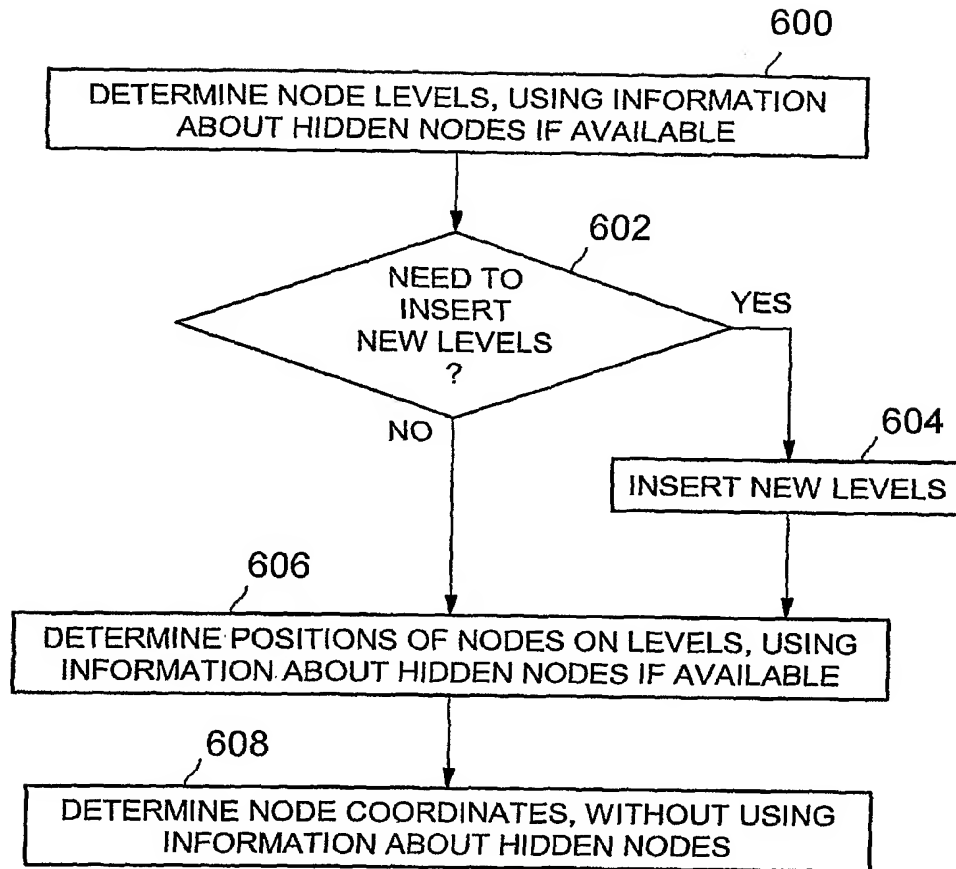 600
DETERMINE NODE LEVELS, USING INFORMATION
ABOUT HIDDEN NODES IF AVAILABLE
602
NEED TO
INSERT
NEW LEVELS
?
YES
NO
604
INSERT NEW LEVELS
606
DETERMINE POSITIONS OF NODES ON LEVELS, USING
INFORMATION ABOUT HIDDEN NODES IF AVAILABLE
608
DETERMINE NODE COORDINATES, WITHOUT USING
INFORMATION ABOUT HIDDEN NODES